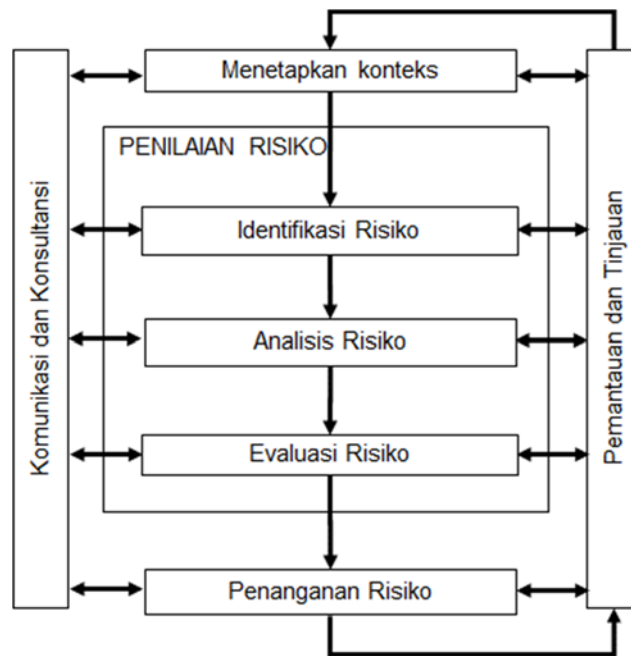 Menetapkan konteks
PENILAIAN RISIKO
Identifikasi Risiko
Analisis Risiko
Evaluasi Risiko
Penanganan Risiko
Komunikasi dan Konsultansi
Pemantauan dan Tinjauan